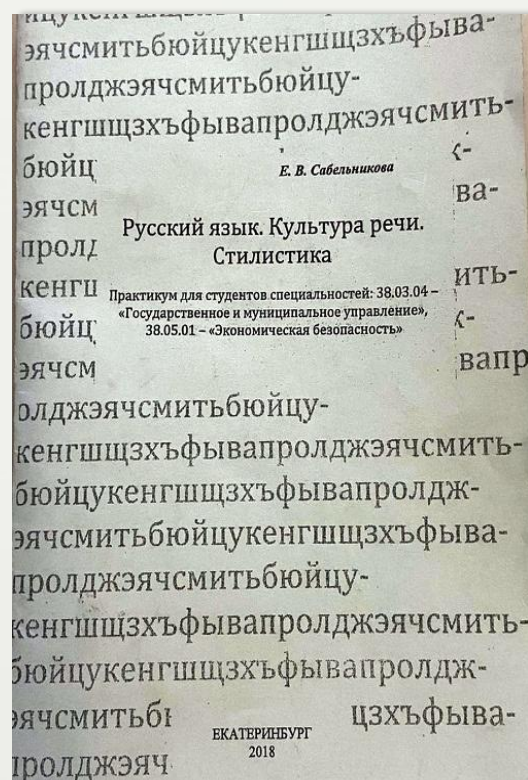 эячсмитьбюйцукенгшщзхъфыва-
пролджэячсмитьбюйцу-
кенгшщзхъфывапролджэячсмить-
бюйц
Е. В. Сабельникова
эячсм ва-
Русский язык. Культура речи.
прол
Стилистика
кенг ить-
Практикум для студентов специальностей: 38.03.04 –
«Государственное и муниципальное управление»,
бюйц
38.05.01 – «Экономическая безопасность»
эячсм вапр
олджэячсмитьбюйцу-
кенгшщзхъфывапролджэячсмить-
бюйцукенгшщзхъфывапролдж-
эячсмитьбюйцукенгшщзхъфыва-
пролджэячсмитьбюйцу-
кенгшщзхъфывапролджэячсмить-
бюйцукенгшщзхъфывапролдж-
эячсмитьб цзхъфыва-
ЕКАТЕРИНБУРГ
2018
пролджэяч